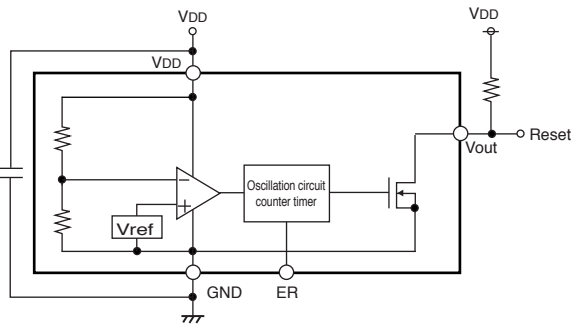 VDD
VDD
VDD
Reset
Vout
−
+
Vref
Oscillation circuit
counter timer
GND
ER